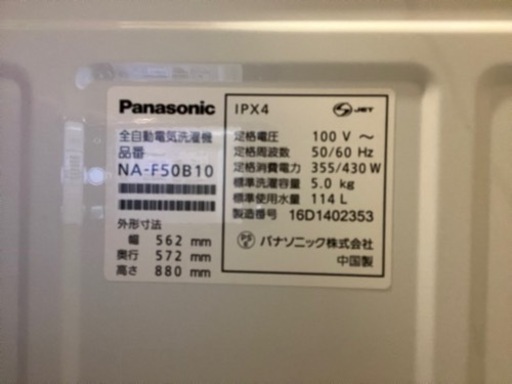 Panasonic
全自動電気洗濯機
品番
NA-F50B10
外形寸法
幅 562 mm
奥行 572 mm
高さ 880 mm
IPX4
JET
定格電圧 100 V ～
定格周波数 50/60 Hz
定格消費電力 355/430 W
標準洗濯容量 5.0 kg
標準使用水量 114 L
製造番号 16D1402353
パナソニック株式会社
中国製